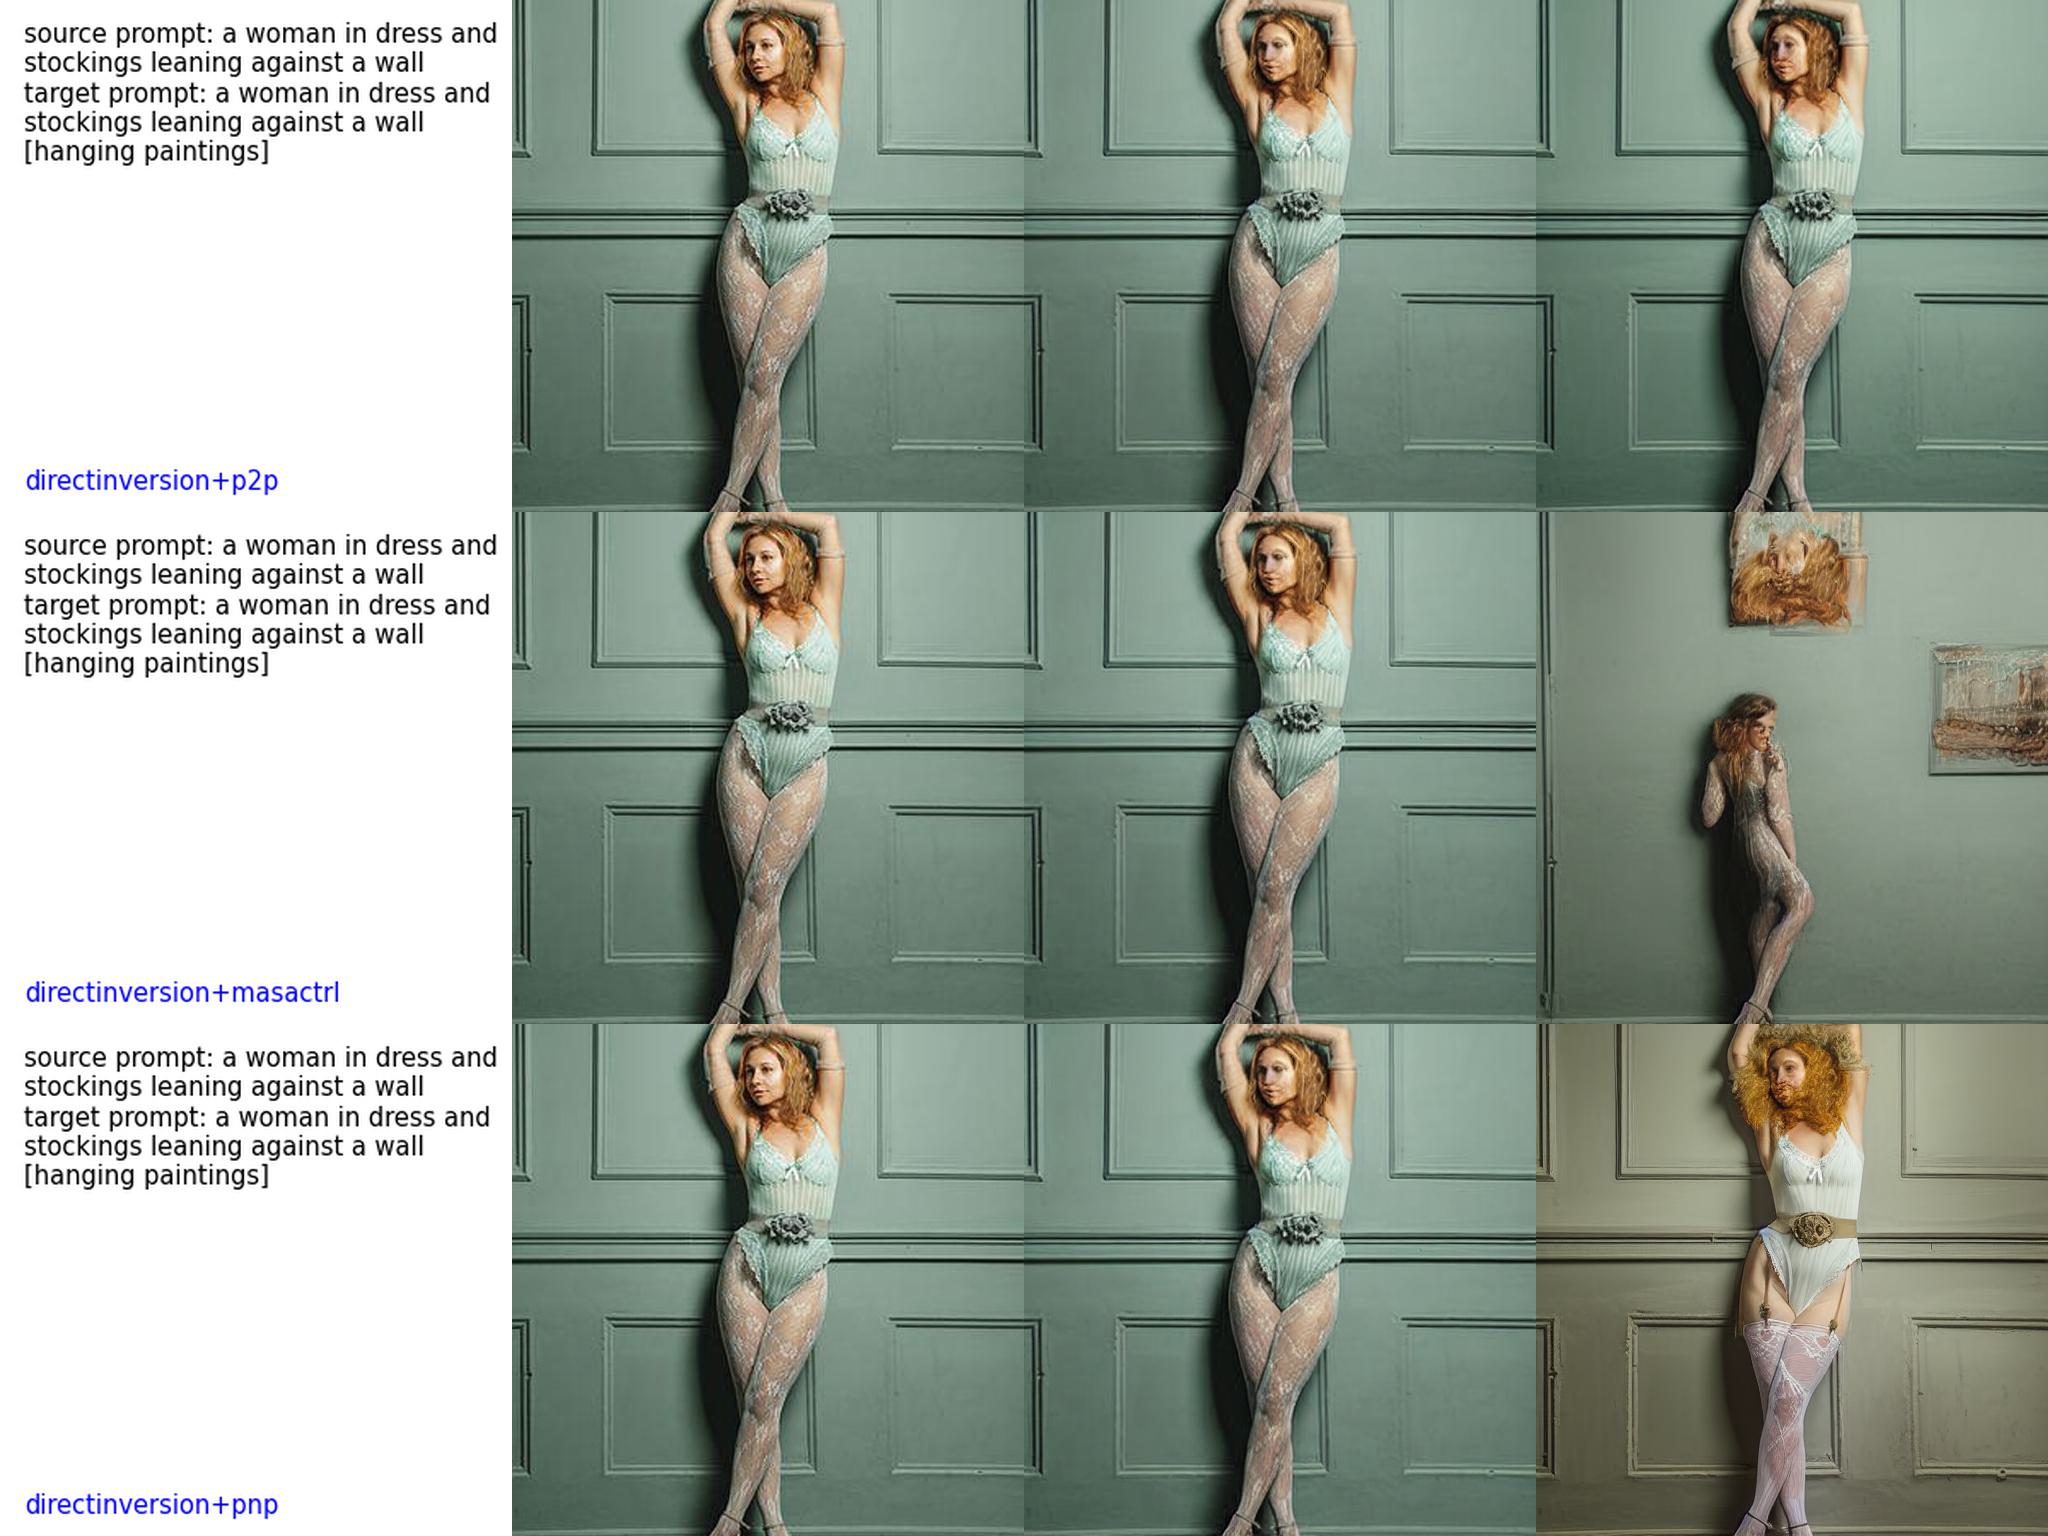 source prompt: a woman in dress and
stockings leaning against a wall
target prompt: a woman in dress and
stockings leaning against a wall
[hanging paintings]
directinversion+p2p
source prompt: a woman in dress and
stockings leaning against a wall
target prompt: a woman in dress and
stockings leaning against a wall
[hanging paintings]
directinversion+masactrl
source prompt: a woman in dress and
stockings leaning against a wall
target prompt: a woman in dress and
stockings leaning against a wall
[hanging paintings]
directinversion+pnp